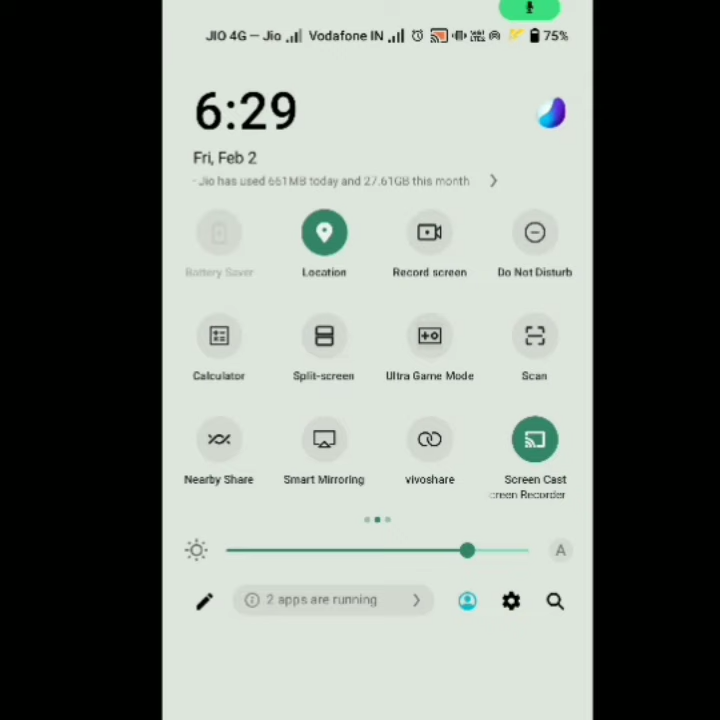 JIO 4G — Jio Vodafone IN 75%
6:29
Fri, Feb 2
- Jio has used 661MB today and 27.61GB this month
Battery Saver Location Record screen Do Not Disturb
Calculator Split-screen Ultra Game Mode Scan
Nearby Share Smart Mirroring vivoshare Screen Cast
creen Recorder
A
2 apps are running